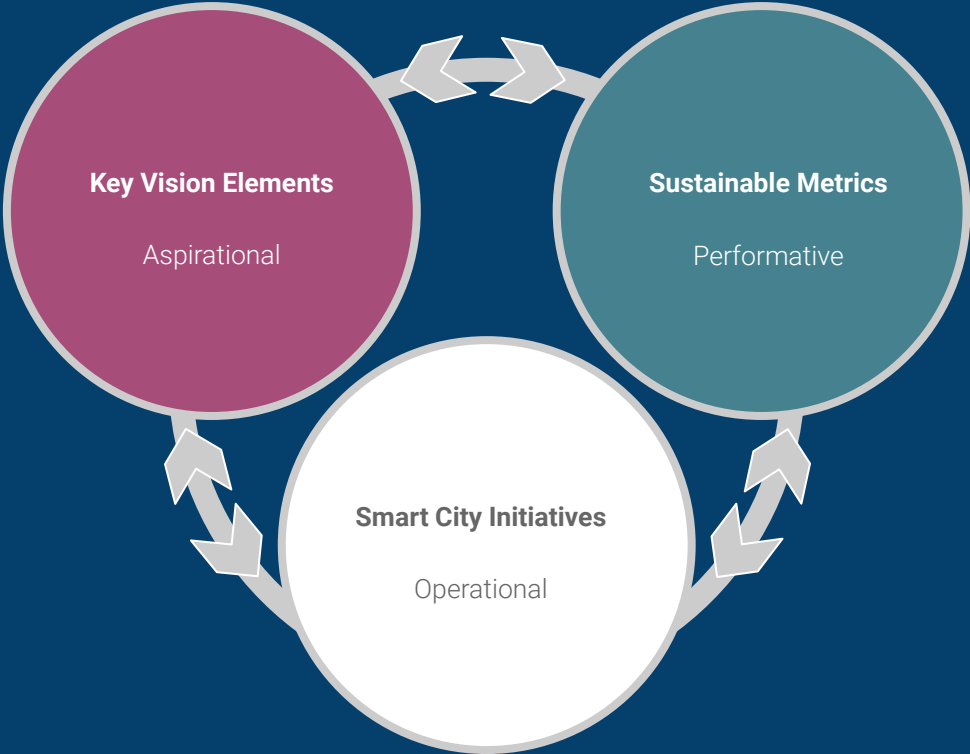 Key Vision Elements
Aspirational
Sustainable Metrics
Performative
Smart City Initiatives
Operational